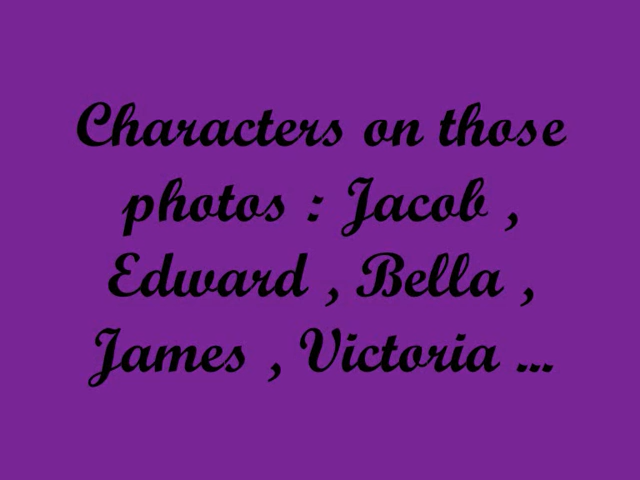 Characters on those
photos : Jacob ,
Edward , Bella ,
James , Victoria ...